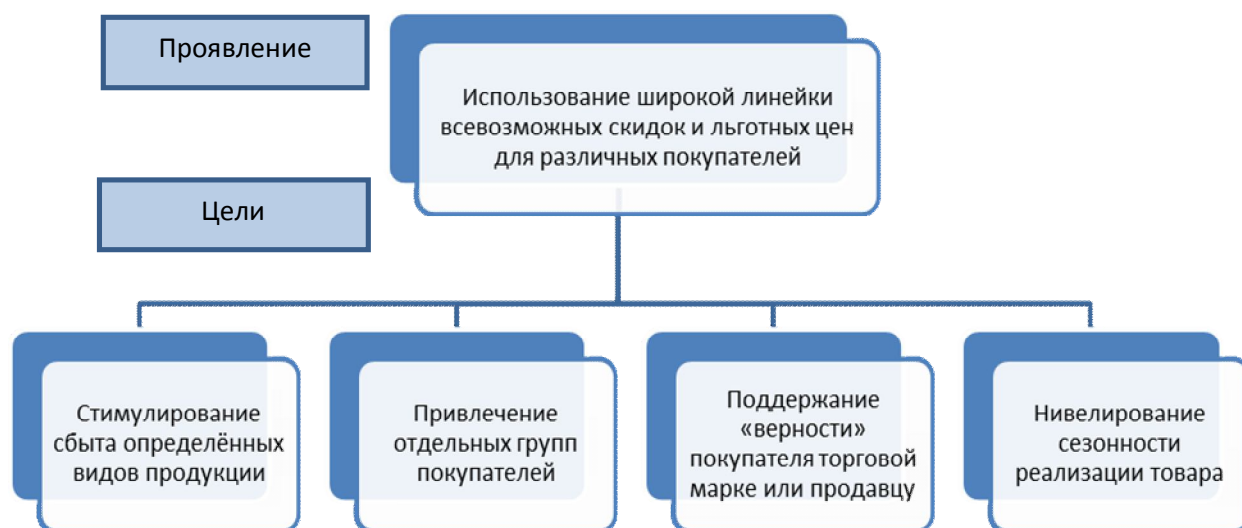 Проявление
Использование широкой линейки
всевозможных скидок и льготных цен
для различных покупателей
Цели
Стимулирование
сбыта определённых
видов продукции
Привлечение
отдельных групп
покупателей
Поддержание
«верности»
покупателя торговой
марке или продавцу
Нивелирование
сезонности
реализации товара